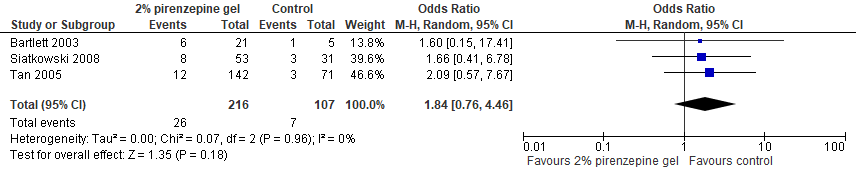 2% pirenzepine gel Control Odds Ratio Odds Ratio
Study or Subgroup Events Total Events Total Weight M-H, Random, 95% CI M-H, Random, 95% CI
Bartlett 2003 6 21 1 5 13.8% 1.60 [0.15, 17.41]
Siatkowski 2008 8 53 3 31 39.6% 1.66 [0.41, 6.78]
Tan 2005 12 142 3 71 46.6% 2.09 [0.57, 7.67]
Total (95% CI) 216 107 100.0% 1.84 [0.76, 4.46]
Total events 26 7
Heterogeneity: Tau² = 0.00; Chi² = 0.07, df = 2 (P = 0.96); I² = 0%
Test for overall effect: Z = 1.35 (P = 0.18)
0.01 0.1 1 10 100
Favours 2% pirenzepine gel Favours control